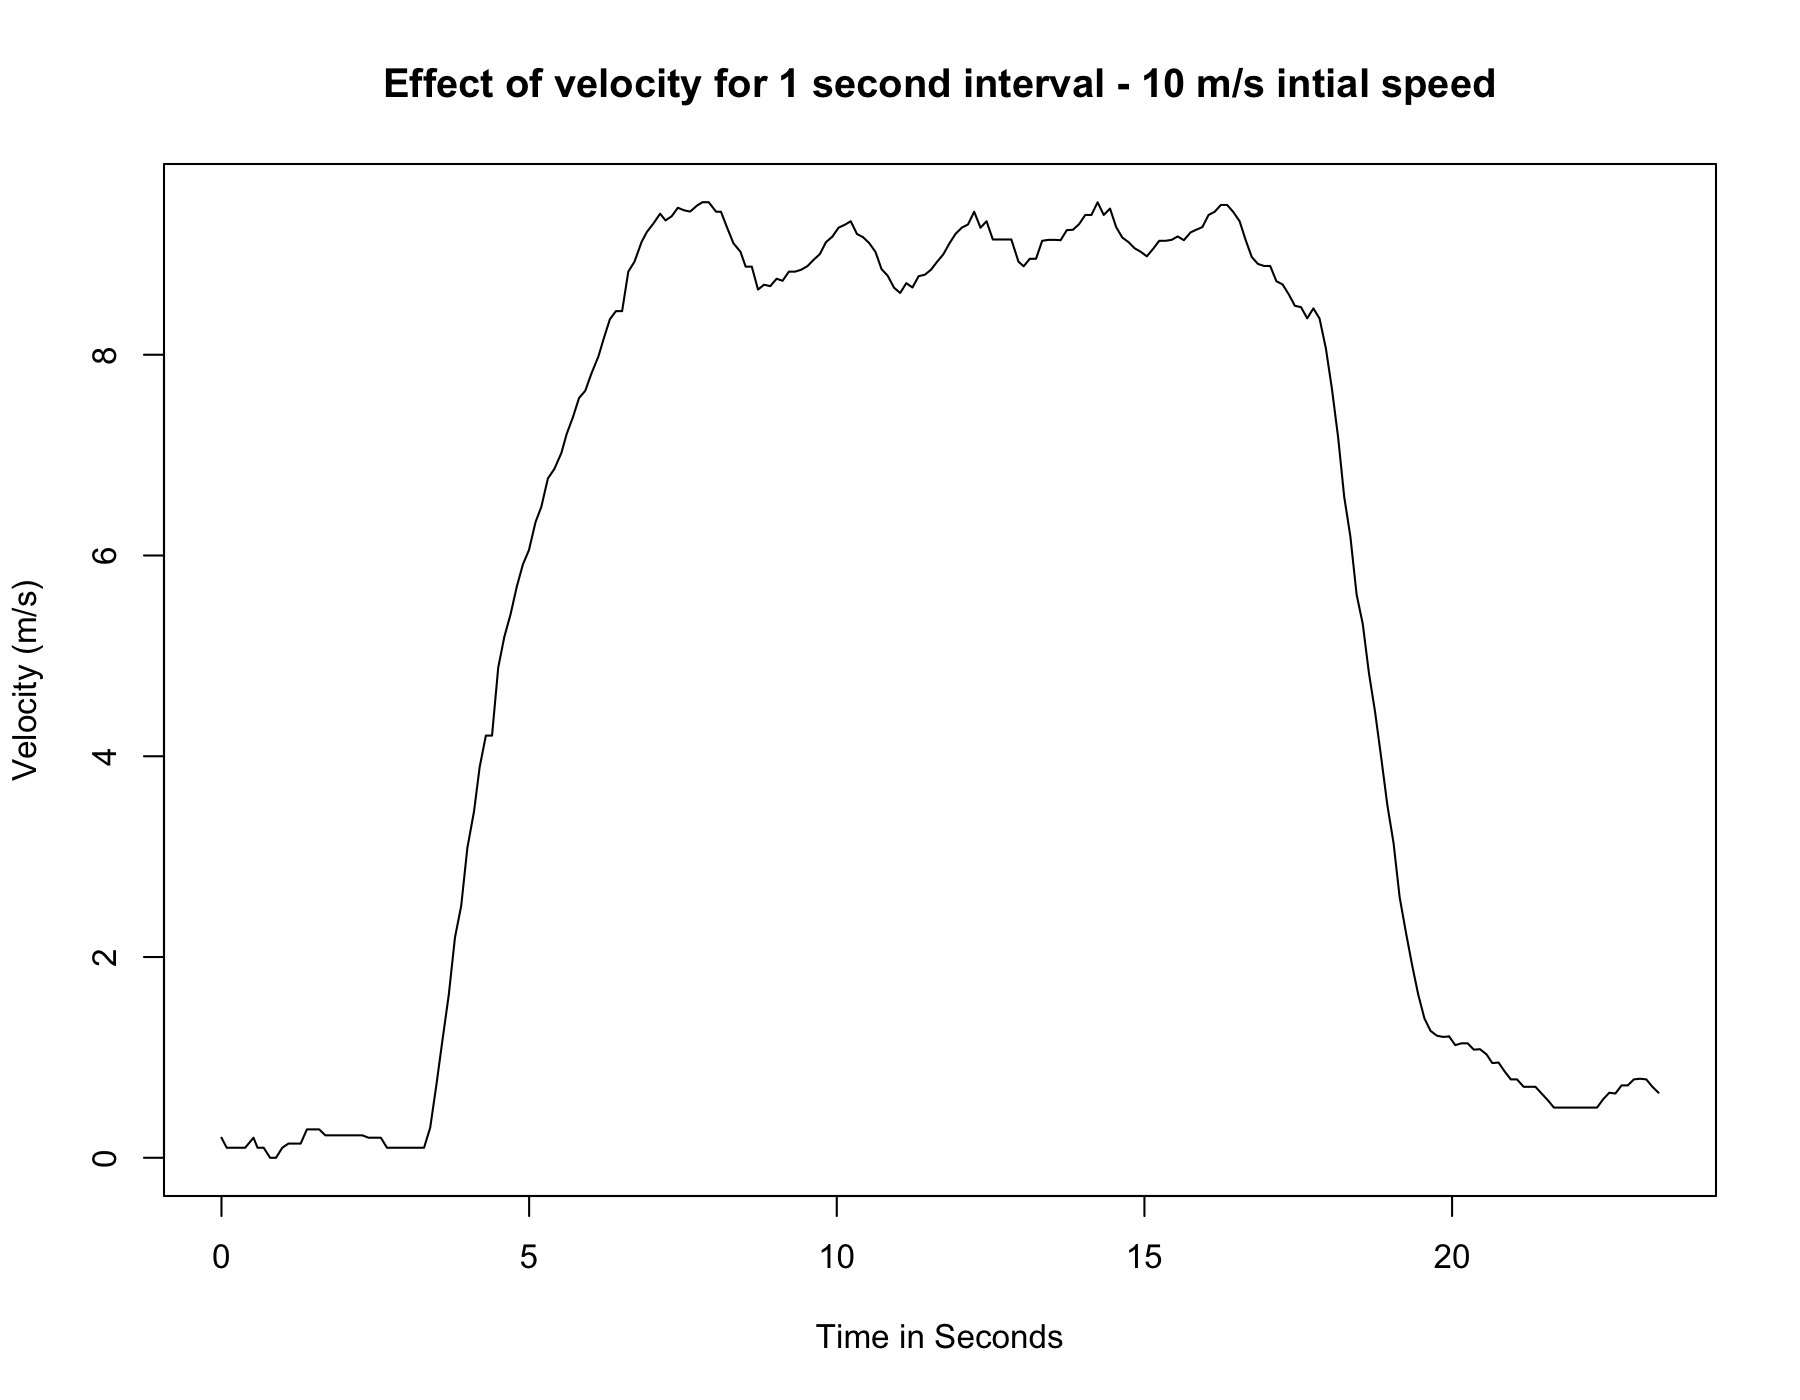 Effect of velocity for 1 second interval - 10 m/s intial speed
Velocity (m/s)
8
6
4
2
0
0 5 10 15 20
Time in Seconds